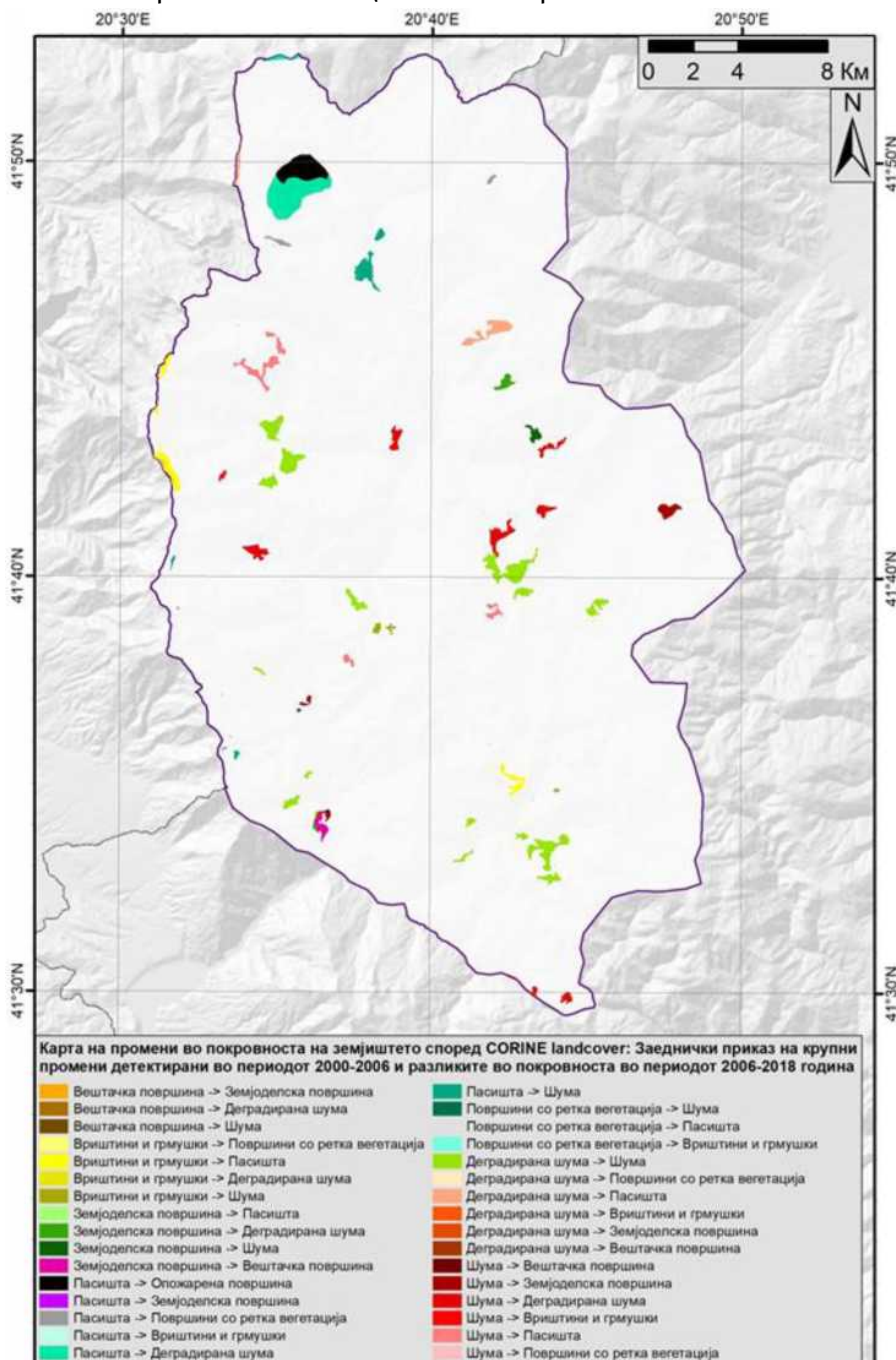 20°30'E 20°40'E 20°50'E
0 2 4 8 Км
N
41°50'N 41°50'N
41°40'N 41°40'N
41°30'N 41°30'N
Карта на промени во покровноста на земјиштето според CORINE landcover: Заеднички приказ на крупни
промени детектирани во периодот 2000-2006 и разликите во покровноста во периодот 2006-2018 година
Вештачка површина -> Земјоделска површина
Вештачка површина -> Деградирана шума
Вештачка површина -> Шума
Вриштини и грмушки -> Површини со ретка вегетација
Вриштини и грмушки -> Пасишта
Вриштини и грмушки -> Деградирана шума
Вриштини и грмушки -> Шума
Земјоделска површина -> Пасишта
Земјоделска површина -> Деградирана шума
Земјоделска површина -> Шума
Земјоделска површина -> Вештачка површина
Пасишта -> Опожарена површина
Пасишта -> Земјоделска површина
Пасишта -> Површини со ретка вегетација
Пасишта -> Вриштини и грмушки
Пасишта -> Деградирана шума
Пасишта -> Шума
Површини со ретка вегетација -> Шума
Површини со ретка вегетација -> Пасишта
Површини со ретка вегетација -> Вриштини и грмушки
Деградирана шума -> Шума
Деградирана шума -> Површини со ретка вегетација
Деградирана шума -> Пасишта
Деградирана шума -> Вриштини и грмушки
Деградирана шума -> Земјоделска површина
Деградирана шума -> Вештачка површина
Шума -> Вештачка површина
Шума -> Земјоделска површина
Шума -> Деградирана шума
Шума -> Вриштини и грмушки
Шума -> Пасишта
Шума -> Површини со ретка вегетација